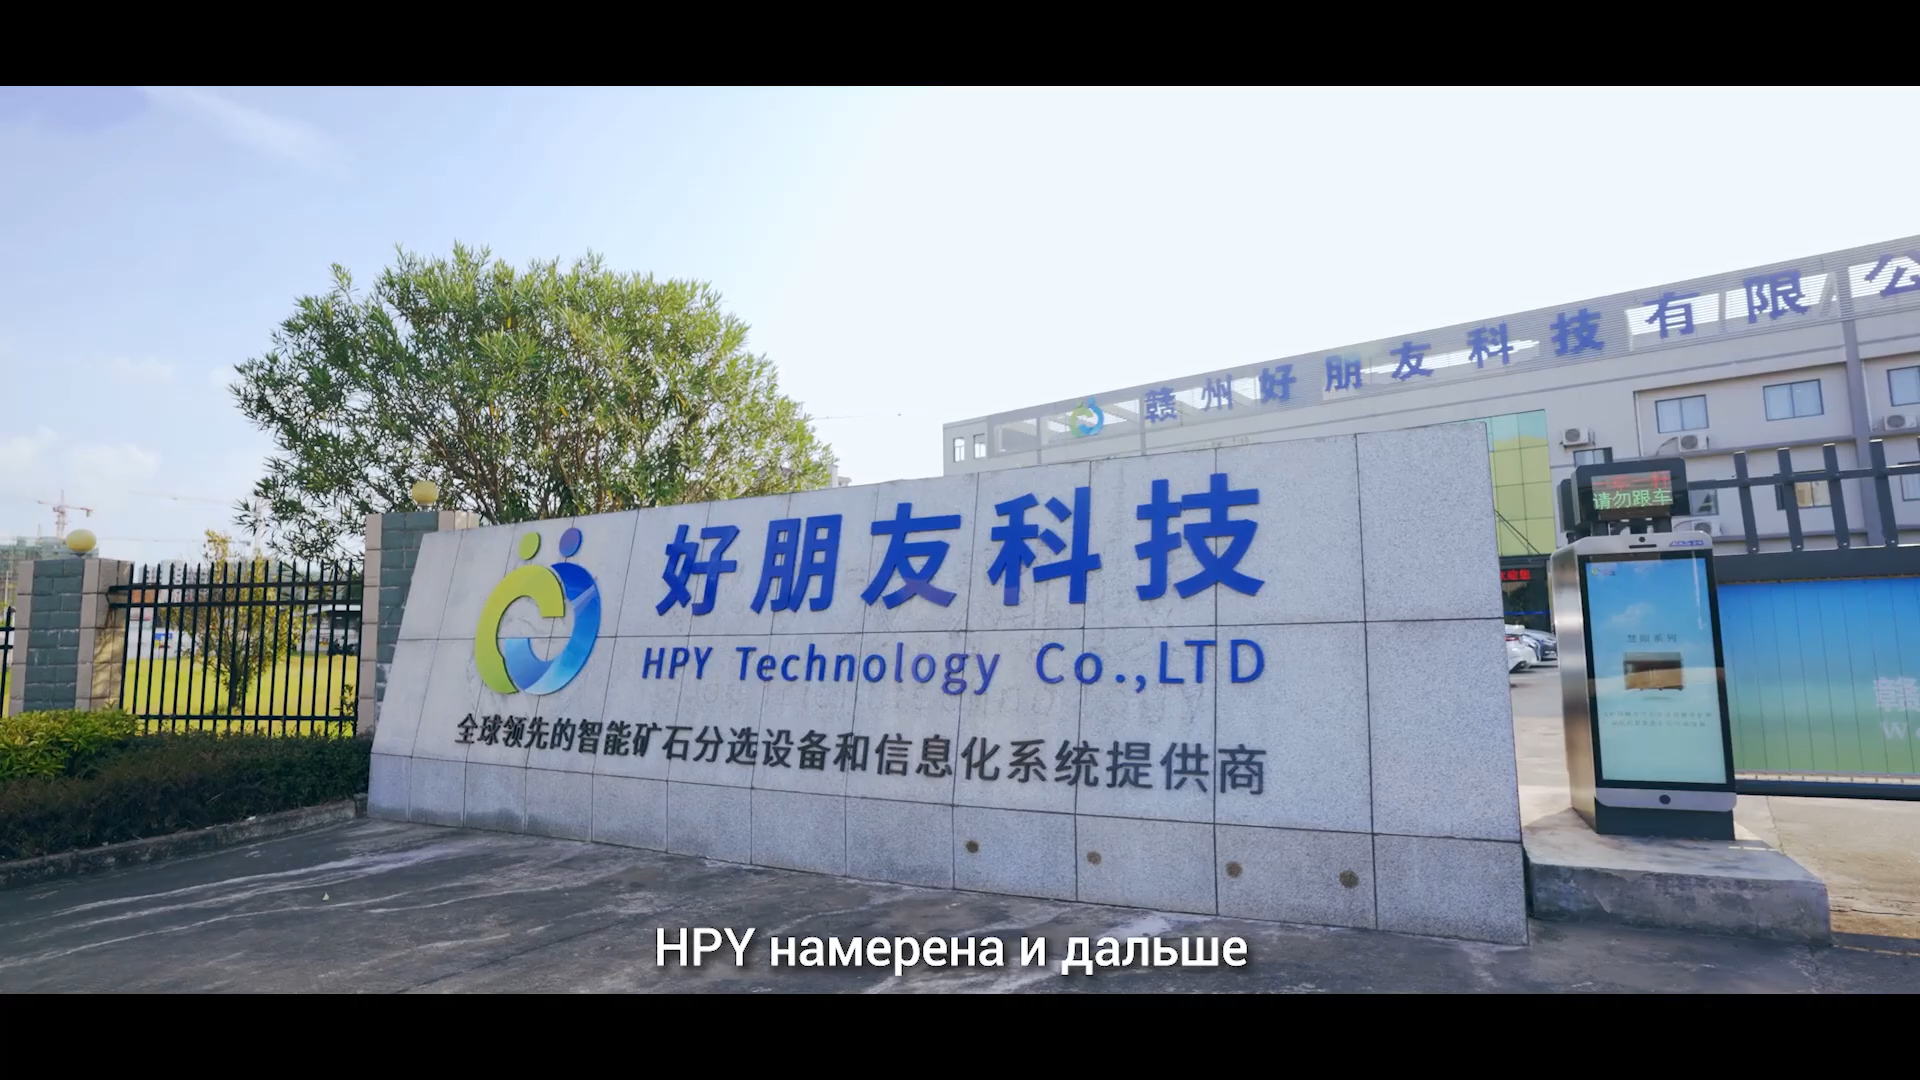 赣州好朋友科技有限公
请勿跟车
好朋友科技
HPY Technology Co.,LTD
全球领先的智能矿石分选设备和信息化系统提供商
HPY намерена и дальше